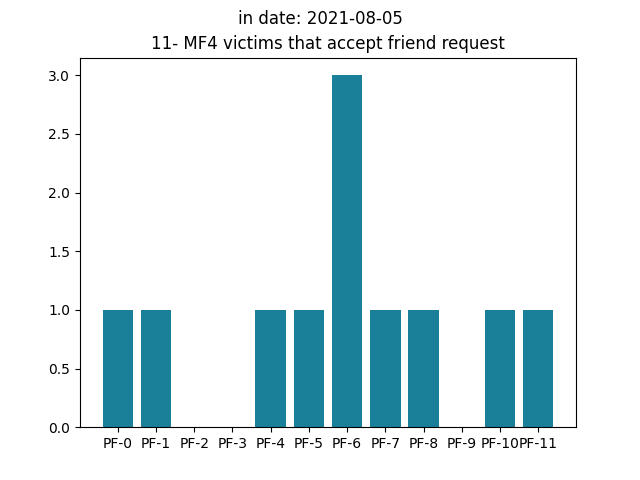 in date: 2021-08-05
11- MF4 victims that accept friend request
3.0
2.5
2.0
1.5
1.0
0.5
0.0
PF-0 PF-1 PF-2 PF-3 PF-4 PF-5 PF-6 PF-7 PF-8 PF-9 PF-10 PF-11